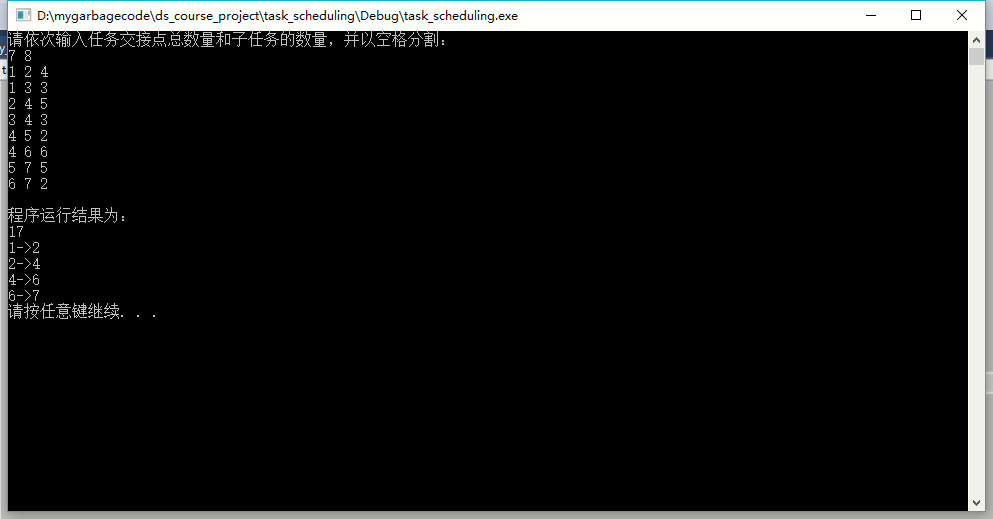 D:\mygarbagecode\ds_course_project\task_scheduling\Debug\task_scheduling.exe
请依次输入任务交接点总数量和子任务的数量，并以空格分割：
7 8
1 2 4
1 3 3
2 4 5
3 4 3
4 5 2
4 6 6
5 7 5
6 7 2
程序运行结果为：
17
1->2
2->4
4->6
6->7
请按任意键继续. . .